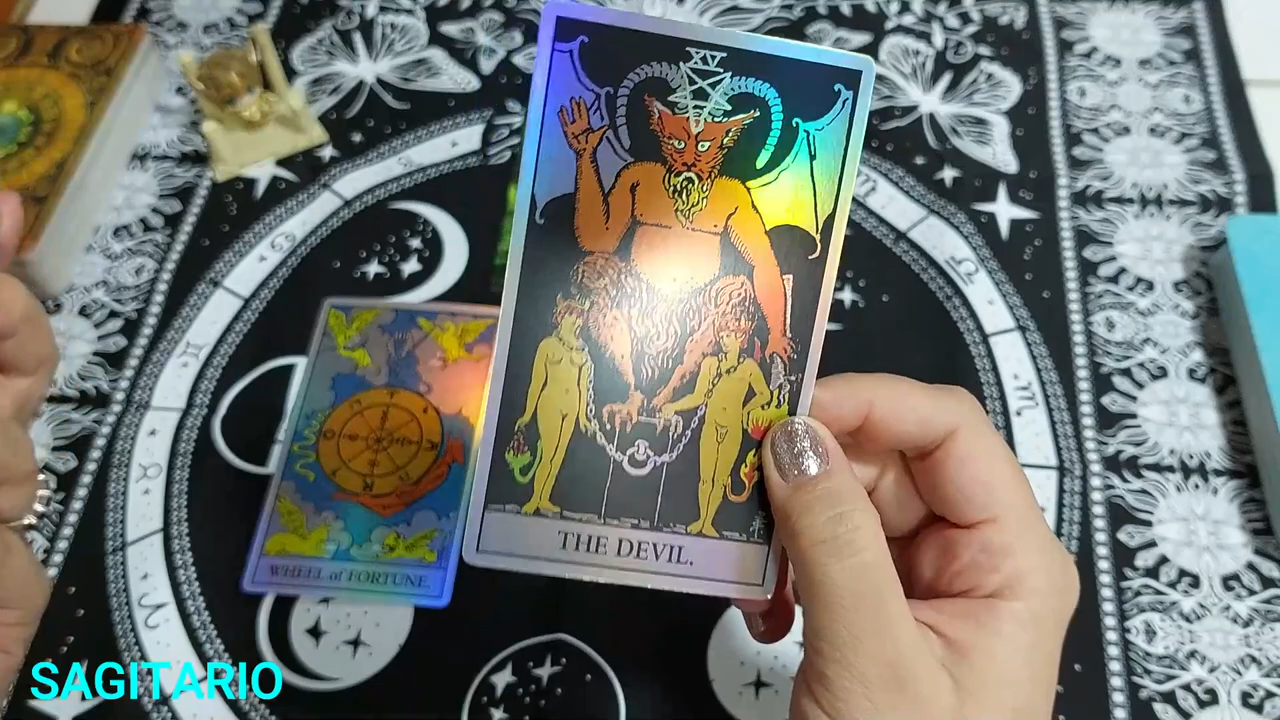 XV
THE DEVIL.
WHEEL of FORTUNE.
SAGITARIO